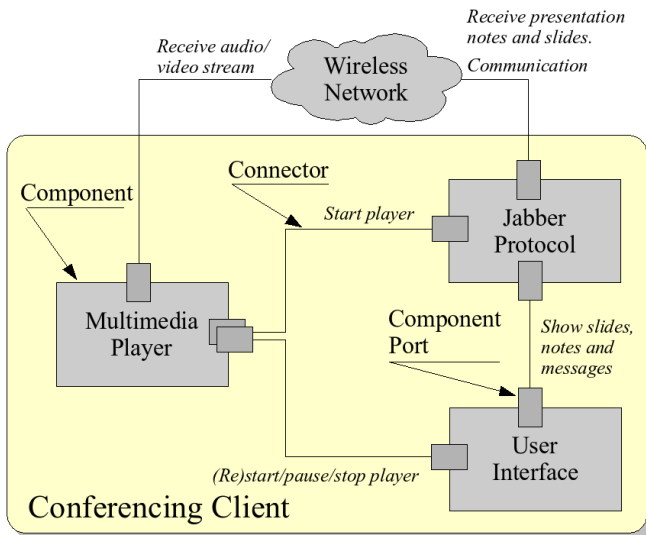 Receive audio/
video stream
Wireless
Network
Receive presentation
notes and slides.
Communication
Component
Connector
Start player
Jabber
Protocol
Multimedia
Player
Component
Port
Show slides,
notes and
messages
(Re)start/pause/stop player
User
Interface
Conferencing Client